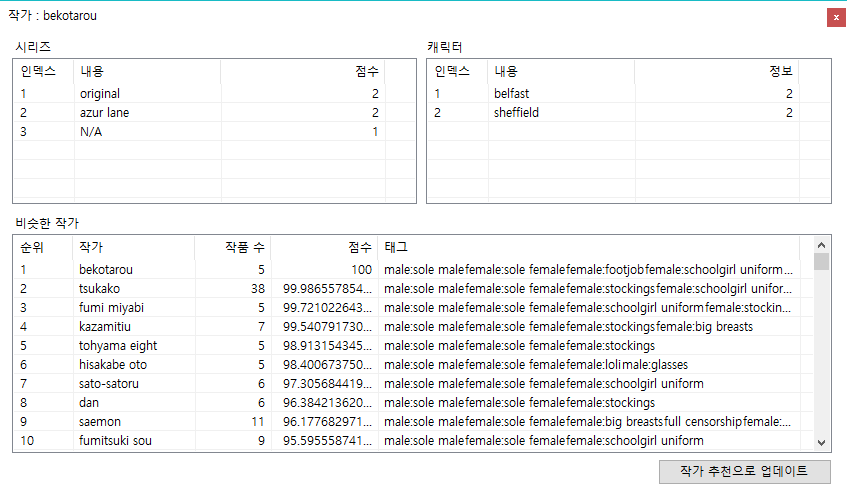 작가 : bekotarou
x
시리즈
인덱스 내용 점수
1 original 2
2 azur lane 2
3 N/A 1
캐릭터
인덱스 내용 정보
1 belfast 2
2 sheffield 2
비슷한 작가
순위 작가 작품 수 점수 태그
1 bekotarou 5 100 male:sole malefemale:sole femalefemale:footjobfemale:schoolgirl uniform...
2 tsukako 38 99.986557854... male:sole malefemale:sole femalefemale:stockingsfemale:schoolgirl unifor...
3 fumi miyabi 5 99.721022643... male:sole malefemale:sole femalefemale:schoolgirl uniformfemale:stockin...
4 kazamitiu 7 99.540791730... male:sole malefemale:sole femalefemale:stockingsfemale:big breasts
5 tohyama eight 5 98.913154345... male:sole malefemale:sole femalefemale:stockings
6 hisakabe oto 5 98.400673750... male:sole malefemale:sole femalefemale:lolimale:glasses
7 sato-satoru 6 97.305684419... male:sole malefemale:sole femalefemale:schoolgirl uniform
8 dan 6 96.384213620... male:sole malefemale:sole femalefemale:stockings
9 saemon 11 96.177682971... male:sole malefemale:sole femalefemale:big breastsfull censorshipfemale:...
10 fumitsuki sou 9 95.595558741... male:sole malefemale:sole femalefemale:schoolgirl uniform
작가 추천으로 업데이트